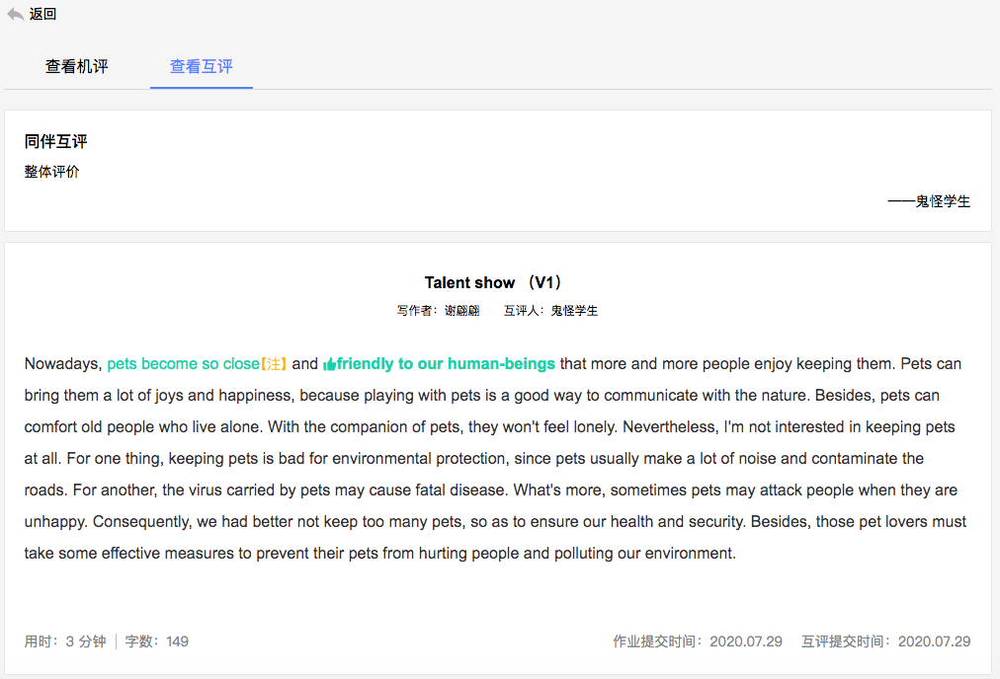 返回
查看机评 查看互评
同伴互评
整体评价
——鬼怪学生
Talent show （V1）
写作者：谢翩翩 互评人：鬼怪学生
Nowadays, pets become so close【注】 and friendly to our human-beings that more and more people enjoy keeping them. Pets can
bring them a lot of joys and happiness, because playing with pets is a good way to communicate with the nature. Besides, pets can
comfort old people who live alone. With the companion of pets, they won't feel lonely. Nevertheless, I'm not interested in keeping pets
at all. For one thing, keeping pets is bad for environmental protection, since pets usually make a lot of noise and contaminate the
roads. For another, the virus carried by pets may cause fatal disease. What's more, sometimes pets may attack people when they are
unhappy. Consequently, we had better not keep too many pets, so as to ensure our health and security. Besides, those pet lovers must
take some effective measures to prevent their pets from hurting people and polluting our environment.
用时：3 分钟 | 字数：149 作业提交时间：2020.07.29 互评提交时间：2020.07.29